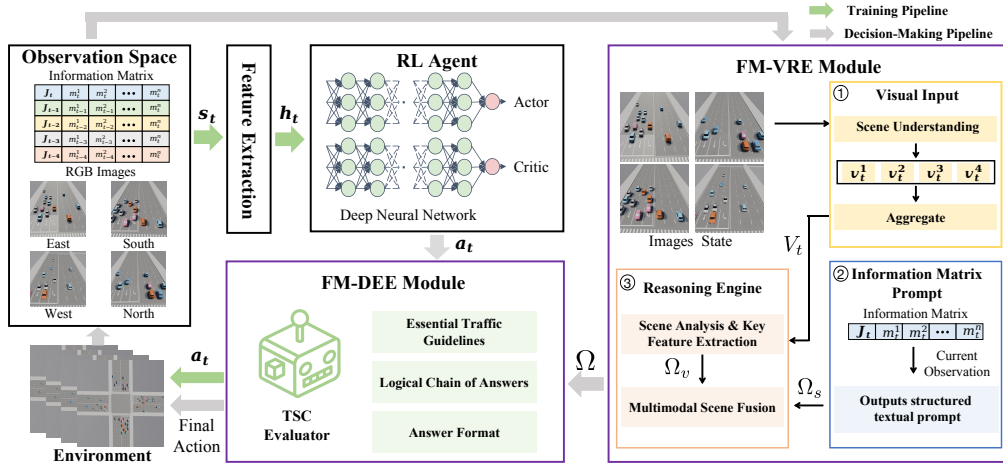 Training Pipeline
Decision-Making Pipeline
Observation Space
Information Matrix
J_t m_t^1 m_t^2 ••• m_t^n
J_{t-1} m_{t-1}^1 m_{t-2}^2 ••• m_{t-1}^n
J_{t-2} m_{t-2}^1 m_{t-2}^2 ••• m_{t-2}^n
J_{t-3} m_{t-3}^1 m_{t-3}^2 ••• m_{t-3}^n
J_{t-4} m_{t-4}^1 m_{t-4}^2 •••
RGB Images
East South
West North
s_t
Feature Extraction
h_t
RL Agent
Actor
Critic
Deep Neural Network
a_t
FM-VRE Module
Images State
① Visual Input
Scene Understanding
v_t^1 v_t^2 v_t^3 v_t^4
Aggregate
V_t
② Information Matrix
Prompt
Information Matrix
J_t m_t^1 m_t^2 ••• m_t^n
Current
Observation
Outputs structured
textual prompt
Ω_s
③ Reasoning Engine
Scene Analysis & Key
Feature Extraction
Ω_v
Multimodal Scene Fusion
Ω
FM-DEE Module
TSC
Evaluator
Essential Traffic
Guidelines
Logical Chain of Answers
Answer Format
a_t
Final
Action
Environment